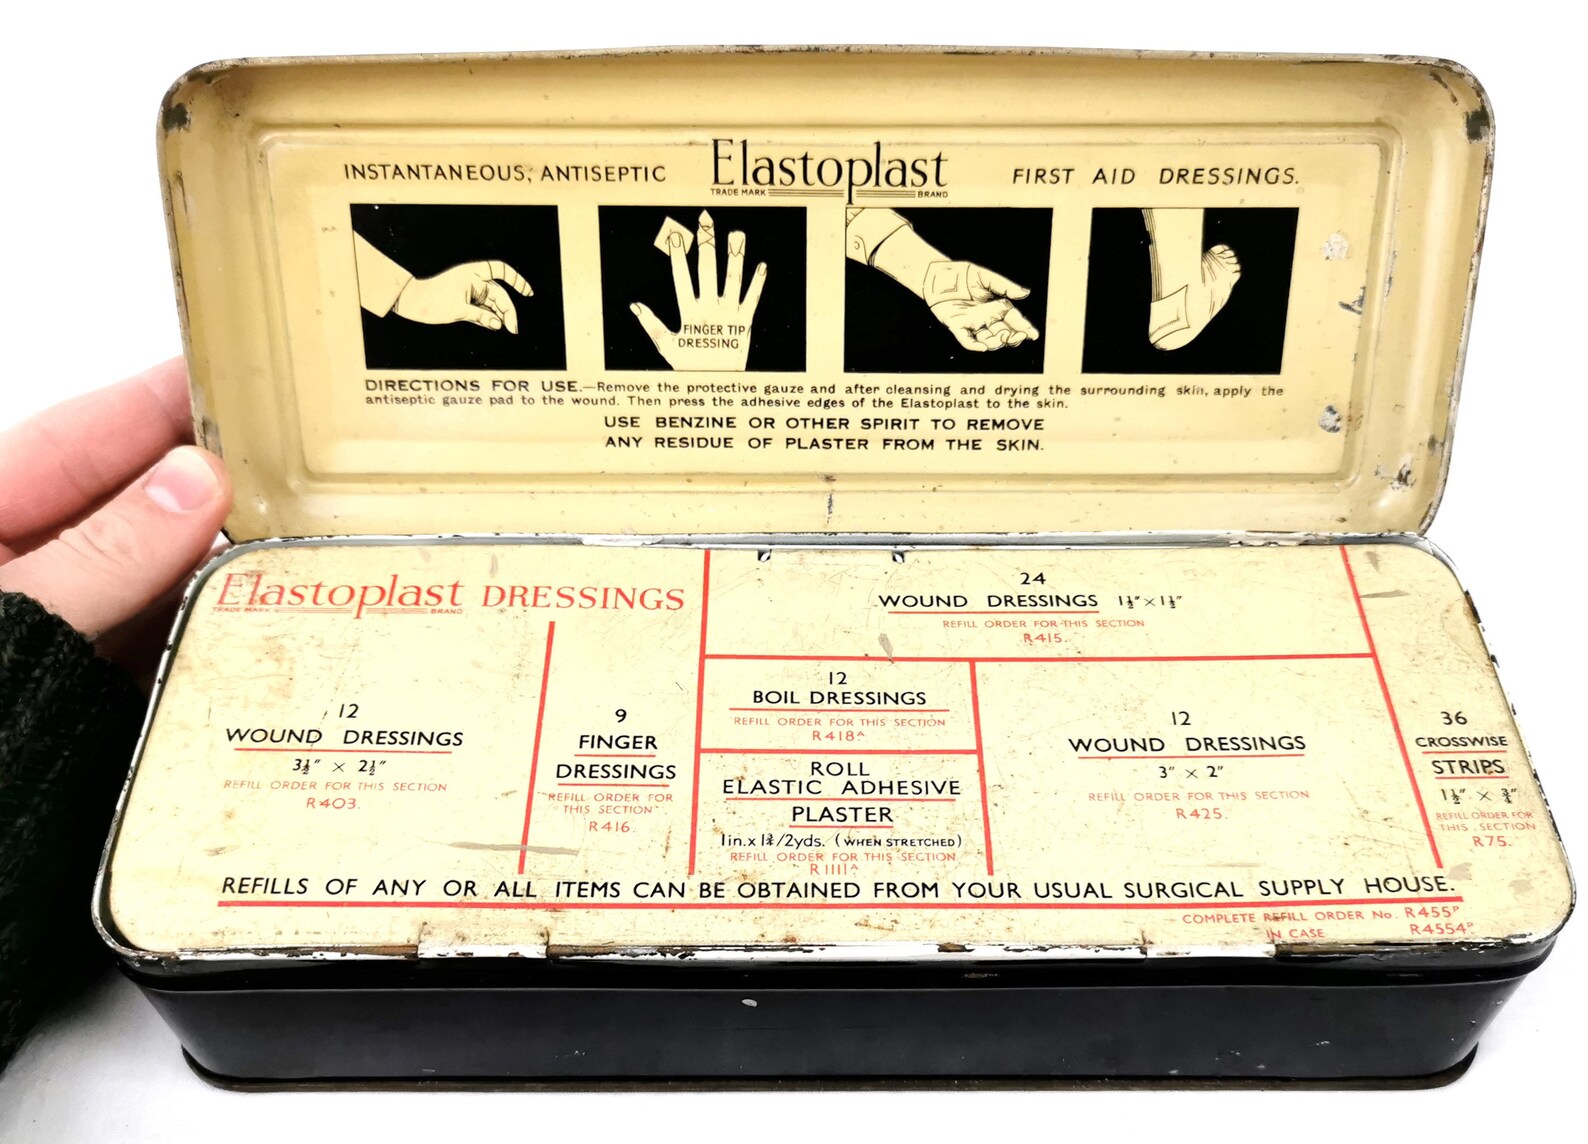 INSTANTANEOUS, ANTISEPTIC Elastoplast FIRST AID DRESSINGS.
TRADE MARK BRAND
FINGER TIP
DRESSING
DIRECTIONS FOR USE.—Remove the protective gauze and after cleansing and drying the surrounding skin, apply the
antiseptic gauze pad to the wound. Then press the adhesive edges of the Elastoplast to the skin.
USE BENZINE OR OTHER SPIRIT TO REMOVE
ANY RESIDUE OF PLASTER FROM THE SKIN.
Elastoplast DRESSINGS
TRADE MARK BRAND
12
WOUND DRESSINGS
3½" × 2½"
REFILL ORDER FOR THIS SECTION
R403.
9
FINGER
DRESSINGS
REFILL ORDER FOR
THIS SECTION
R416.
24
WOUND DRESSINGS 1½" × 1½"
REFILL ORDER FOR THIS SECTION
R415.
12
BOIL DRESSINGS
REFILL ORDER FOR THIS SECTION
R418ᴬ
ROLL
ELASTIC ADHESIVE
PLASTER
1in. x 1¾/2yds. (WHEN STRETCHED)
REFILL ORDER FOR THIS SECTION
R1111ᴬ
12
WOUND DRESSINGS
3" × 2"
REFILL ORDER FOR THIS SECTION
R425.
36
CROSSWISE
STRIPS
1½" × ¾"
REFILL ORDER FOR
THIS SECTION
R75.
REFILLS OF ANY OR ALL ITEMS CAN BE OBTAINED FROM YOUR USUAL SURGICAL SUPPLY HOUSE.
COMPLETE REFILL ORDER No. R455ᴾ
IN CASE R4554ᴾ